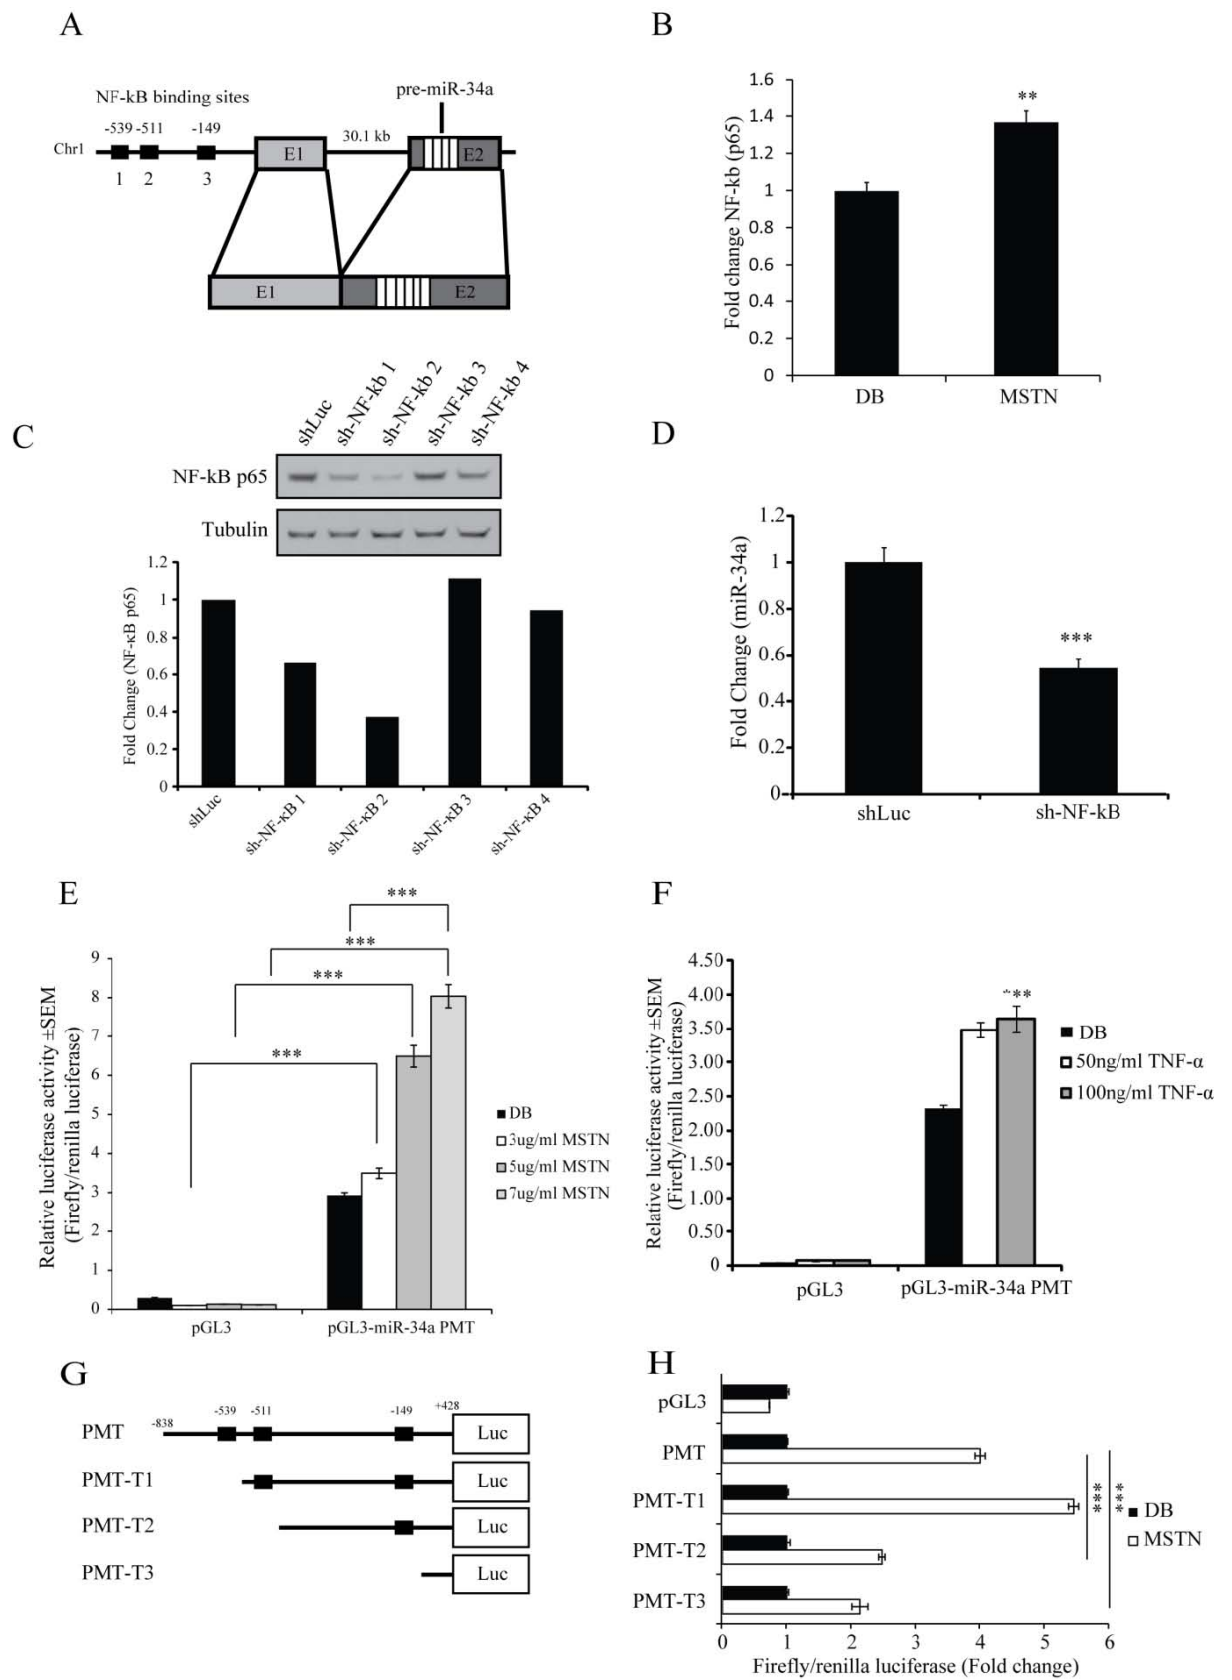 A
NF-kB binding sites
-539 -511 -149
pre-miR-34a
Chr1
30.1 kb
E1
E2
1 2 3
E1
E2
B
Fold change NF-kb (p65)
1.6
1.4
1.2
1
0.8
0.6
0.4
0.2
0
**
DB MSTN
C
shLuc
sh-NF-kb 1
sh-NF-kb 2
sh-NF-kb 3
sh-NF-kb 4
NF-kB p65
Tubulin
Fold Change (NF-κB p65)
1.2
1
0.8
0.6
0.4
0.2
0
shLuc
sh-NF-κB 1
sh-NF-κB 2
sh-NF-κB 3
sh-NF-κB 4
D
Fold Change (miR-34a)
1.2
1
0.8
0.6
0.4
0.2
0
***
shLuc sh-NF-kB
E
Relative luciferase activity ±SEM
(Firefly/renilla luciferase)
9
8
7
6
5
4
3
2
1
0
***
***
***
***
DB
3ug/ml MSTN
5ug/ml MSTN
7ug/ml MSTN
pGL3 pGL3-miR-34a PMT
F
Relative luciferase activity ±SEM
(Firefly/renilla luciferase)
4.50
4.00
3.50
3.00
2.50
2.00
1.50
1.00
0.50
0
***
DB
50ng/ml TNF-α
100ng/ml TNF-α
pGL3 pGL3-miR-34a PMT
G
-838 -539 -511 -149 +428
PMT Luc
PMT-T1 Luc
PMT-T2 Luc
PMT-T3 Luc
H
pGL3
PMT
PMT-T1
PMT-T2
PMT-T3
***
***
DB
MSTN
0 1 2 3 4 5 6
Firefly/renilla luciferase (Fold change)